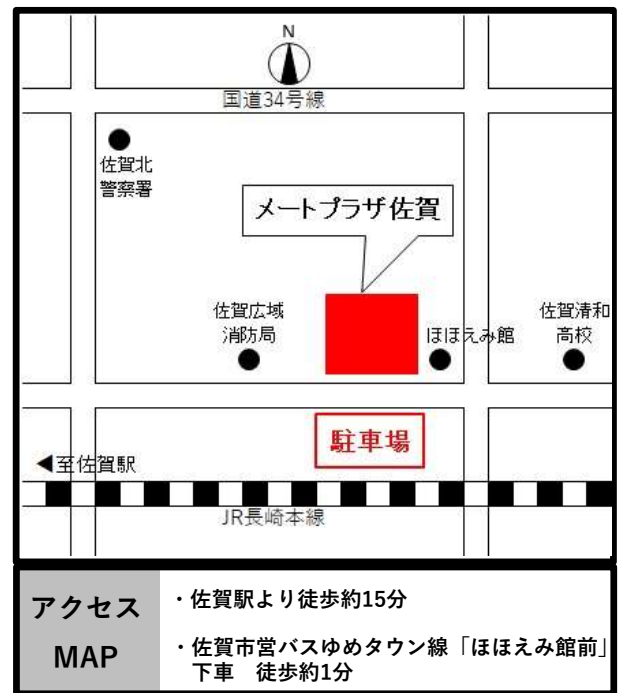 N
国道34号線
佐賀北
警察署
メートプラザ佐賀
佐賀広域
消防局
ほほえみ館
佐賀清和
高校
駐車場
◀至佐賀駅
JR長崎本線
アクセス
MAP
・佐賀駅より徒歩約15分
・佐賀市営バスゆめタウン線「ほほえみ館前」
下車 徒歩約1分